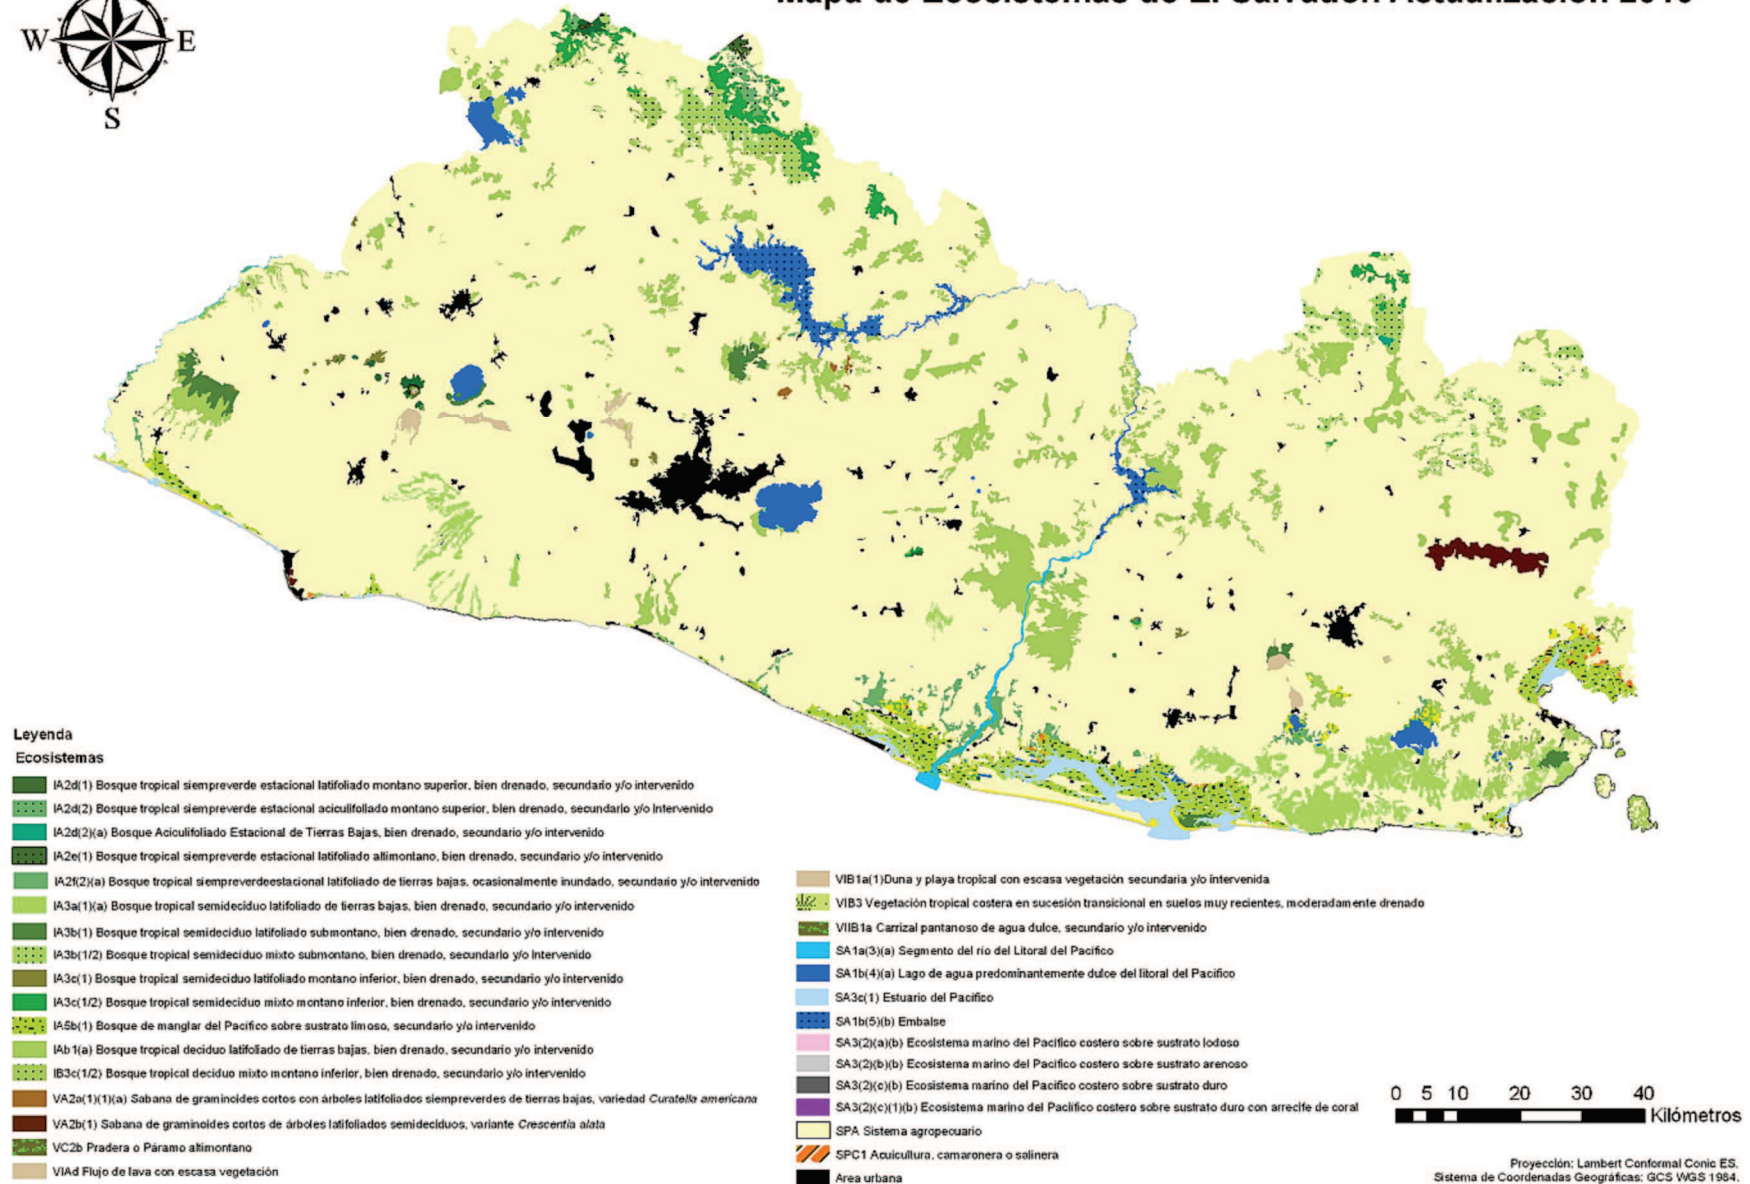 W
E
S
Leyenda
Ecosistemas
IA2d(1) Bosque tropical siempreverde estacional latifoliado montano superior, bien drenado, secundario y/o intervenido
IA2d(2) Bosque tropical siempreverde estacional aciculifoliado montano superior, bien drenado, secundario y/o Intervenido
IA2d(2)(a) Bosque Aciculifoliado Estacional de Tierras Bajas, bien drenado, secundario y/o intervenido
IA2e(1) Bosque tropical siempreverde estacional latifoliado altimontano, bien drenado, secundario y/o intervenido
IA2f(2)(a) Bosque tropical siempreverdeestacional latifoliado de tierras bajas, ocasionalmente inundado, secundario y/o intervenido
IA3a(1)(a) Bosque tropical semideciduo latifoliado de tierras bajas, bien drenado, secundario y/o intervenido
IA3b(1) Bosque tropical semideciduo latifoliado submontano, bien drenado, secundario y/o intervenido
IA3b(1/2) Bosque tropical semideciduo mixto submontano, bien drenado, secundario y/o Intervenido
IA3c(1) Bosque tropical semideciduo latifoliado montano inferior, bien drenado, secundario y/o intervenido
IA3c(1/2) Bosque tropical semideciduo mixto montano inferior, bien drenado, secundario y/o intervenido
IA5b(1) Bosque de manglar del Pacífico sobre sustrato limoso, secundario y/o intervenido
IAb1(a) Bosque tropical deciduo latifoliado de tierras bajas, bien drenado, secundario y/o intervenido
IB3c(1/2) Bosque tropical deciduo mixto montano inferior, bien drenado, secundario y/o intervenido
VA2a(1)(1)(a) Sabana de graminoides cortos con árboles latifoliados siempreverdes de tierras bajas, variedad Curatella americana
VA2b(1) Sabana de graminoides cortos de árboles latifoliados semideciduos, variante Crescentia alata
VC2b Pradera o Páramo altimontano
VIAd Flujo de lava con escasa vegetación
VIB1a(1)Duna y playa tropical con escasa vegetación secundaria y/o intervenida
VIB3 Vegetación tropical costera en sucesión transicional en suelos muy recientes, moderadamente drenado
VIIB1a Carrizal pantanoso de agua dulce, secundario y/o intervenido
SA1a(3)(a) Segmento del río del Litoral del Pacífico
SA1b(4)(a) Lago de agua predominantemente dulce del litoral del Pacífico
SA3c(1) Estuario del Pacífico
SA1b(5)(b) Embalse
SA3(2)(a)(b) Ecosistema marino del Pacífico costero sobre sustrato lodoso
SA3(2)(b)(b) Ecosistema marino del Pacífico costero sobre sustrato arenoso
SA3(2)(c)(b) Ecosistema marino del Pacífico costero sobre sustrato duro
SA3(2)(c)(1)(b) Ecosistema marino del Pacífico costero sobre sustrato duro con arrecife de coral
SPA Sistema agropecuario
SPC1 Acuicultura, camaronera o salinera
Area urbana
0 5 10 20 30 40
Kilómetros
Proyección: Lambert Conformal Conic ES.
Sistema de Coordenadas Geográficas: GCS WGS 1984.